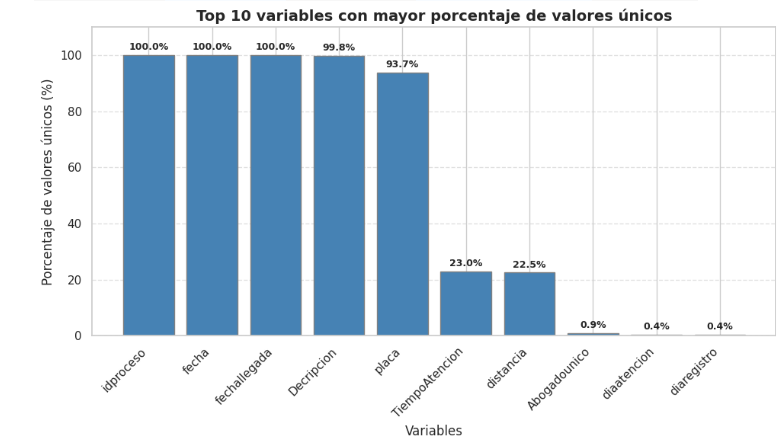 Top 10 variables con mayor porcentaje de valores únicos
Porcentaje de valores únicos (%)
100
80
60
40
20
0
100.0%
100.0%
100.0%
99.8%
93.7%
23.0%
22.5%
0.9%
0.4%
0.4%
idproceso
fecha
fechallegada
Decripcion
placa
TiempoAtencion
distancia
Abogadounico
diaatencion
diaregistro
Variables